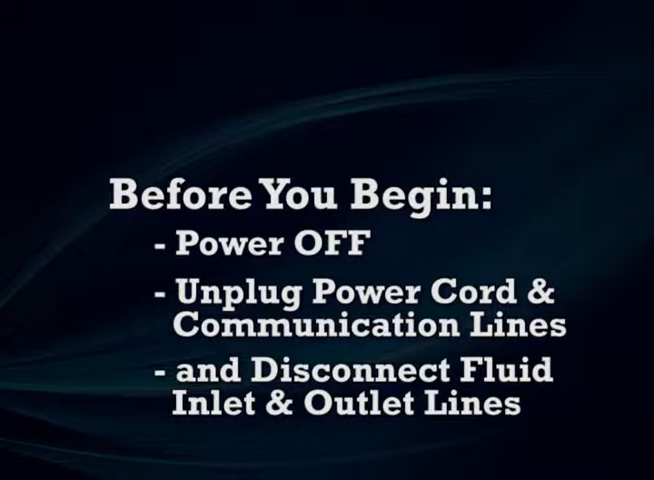 Before You Begin:
- Power OFF
- Unplug Power Cord &
Communication Lines
- and Disconnect Fluid
Inlet & Outlet Lines